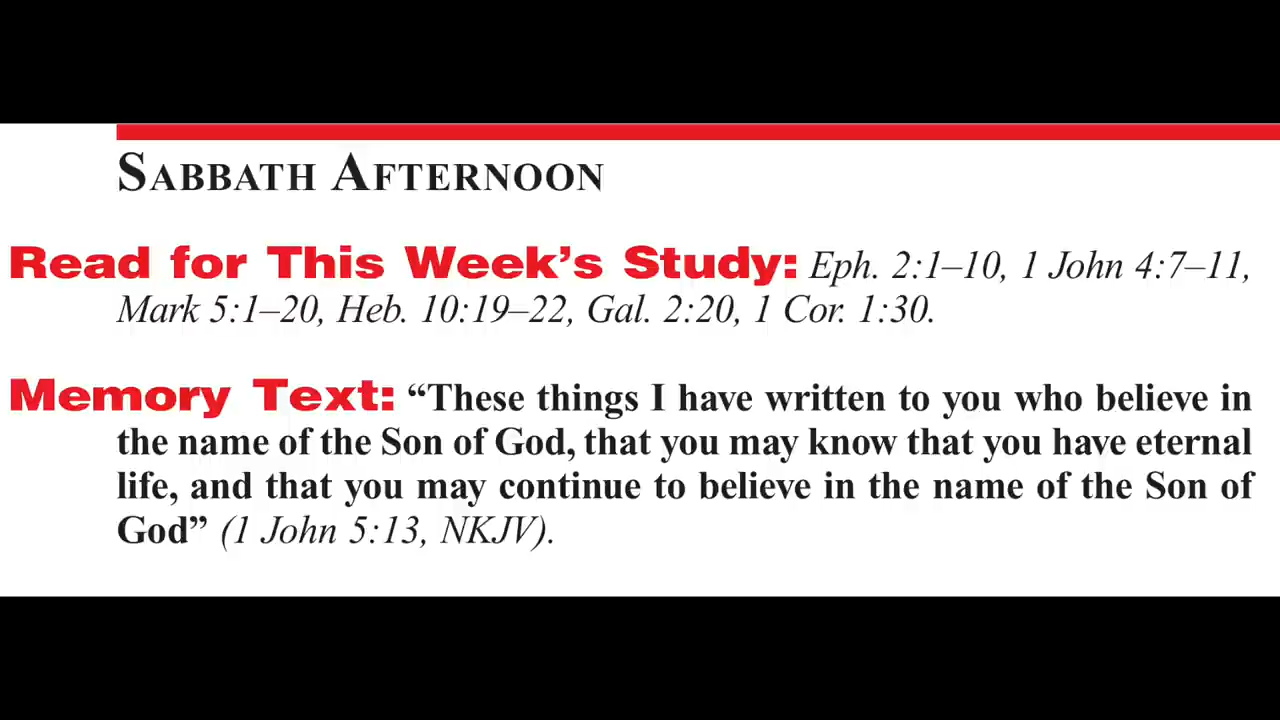 SABBATH AFTERNOON
Read for This Week’s Study: Eph. 2:1–10, 1 John 4:7–11,
Mark 5:1–20, Heb. 10:19–22, Gal. 2:20, 1 Cor. 1:30.
Memory Text: “These things I have written to you who believe in
the name of the Son of God, that you may know that you have eternal
life, and that you may continue to believe in the name of the Son of
God” (1 John 5:13, NKJV).